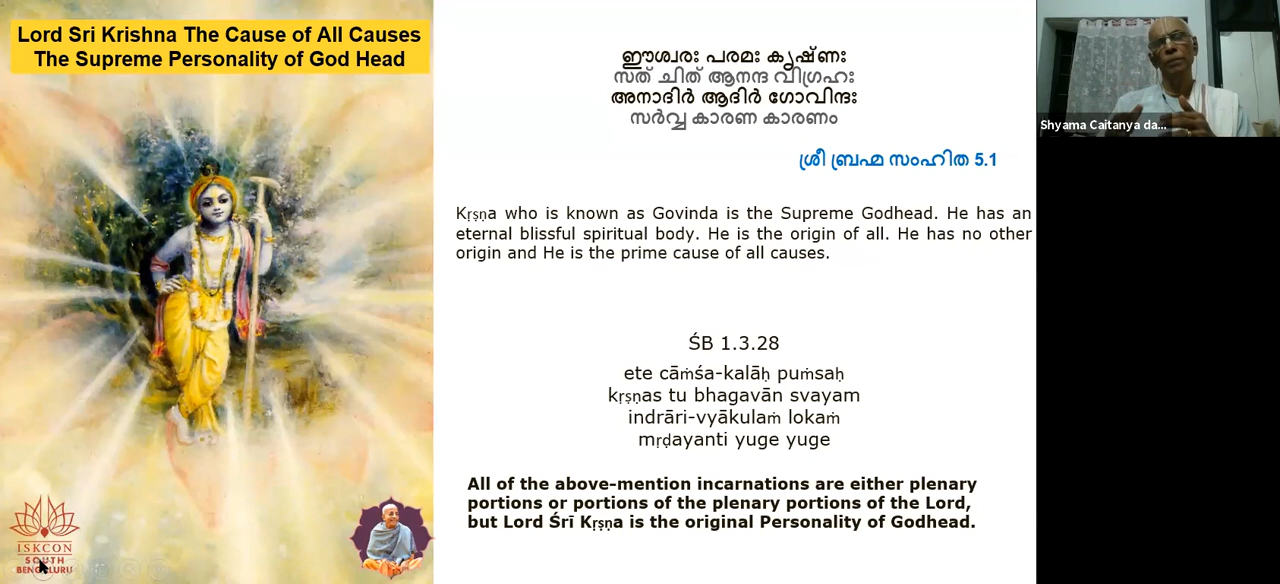 Lord Sri Krishna The Cause of All Causes
The Supreme Personality of God Head
ഈശ്വരഃ പരമഃ കൃഷ്ണഃ
സത് ചിത് ആനന്ദ വിഗ്രഹഃ
അനാദിർ ആദിർ ഗോവിന്ദഃ
സർവ്വ കാരണ കാരണം
ശ്രീ ബ്രഹ്മ സംഹിത 5.1
Kṛṣṇa who is known as Govinda is the Supreme Godhead. He has an
eternal blissful spiritual body. He is the origin of all. He has no other
origin and He is the prime cause of all causes.
ŚB 1.3.28
ete cāṁśa-kalāḥ puṁsaḥ
kṛṣṇas tu bhagavān svayam
indrāri-vyākulaṁ lokaṁ
mṛḍayanti yuge yuge
All of the above-mention incarnations are either plenary
portions or portions of the plenary portions of the Lord,
but Lord Śrī Kṛṣṇa is the original Personality of Godhead.
Shyama Caitanya da...
ISKCON
SOUTH
BENGALURU